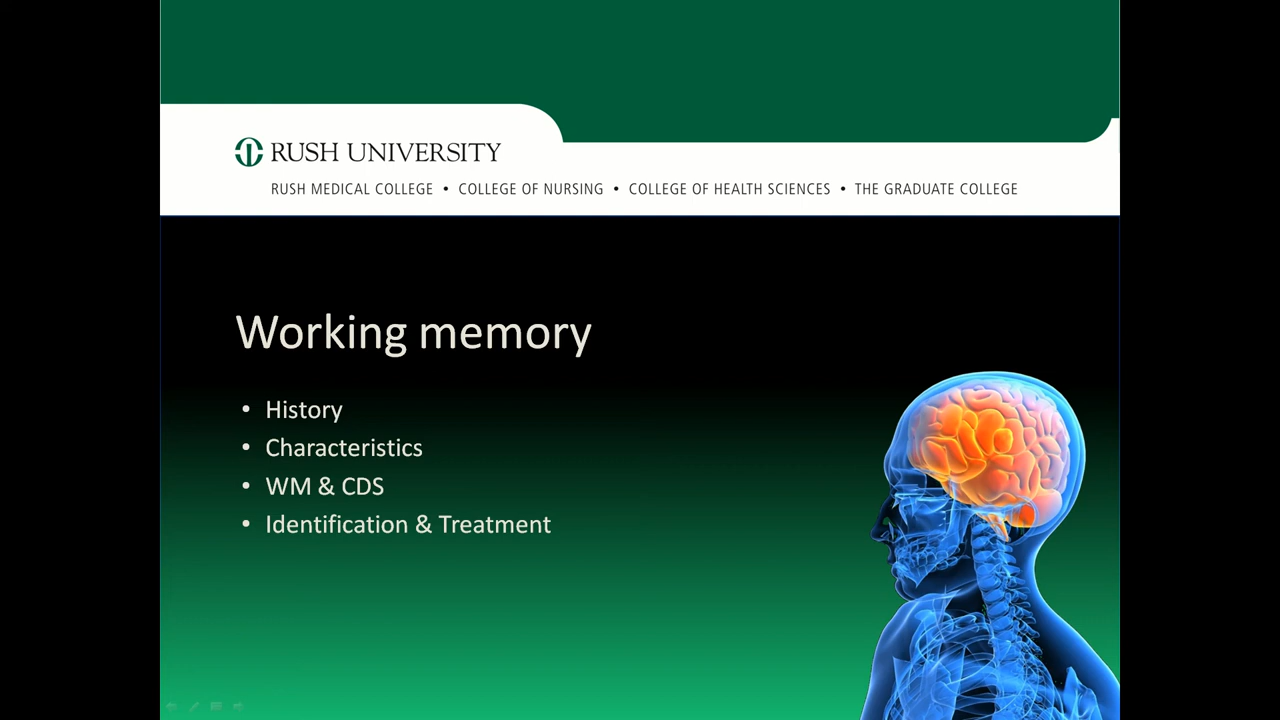 RUSH UNIVERSITY
RUSH MEDICAL COLLEGE • COLLEGE OF NURSING • COLLEGE OF HEALTH SCIENCES • THE GRADUATE COLLEGE
Working memory
• History
• Characteristics
• WM & CDS
• Identification & Treatment